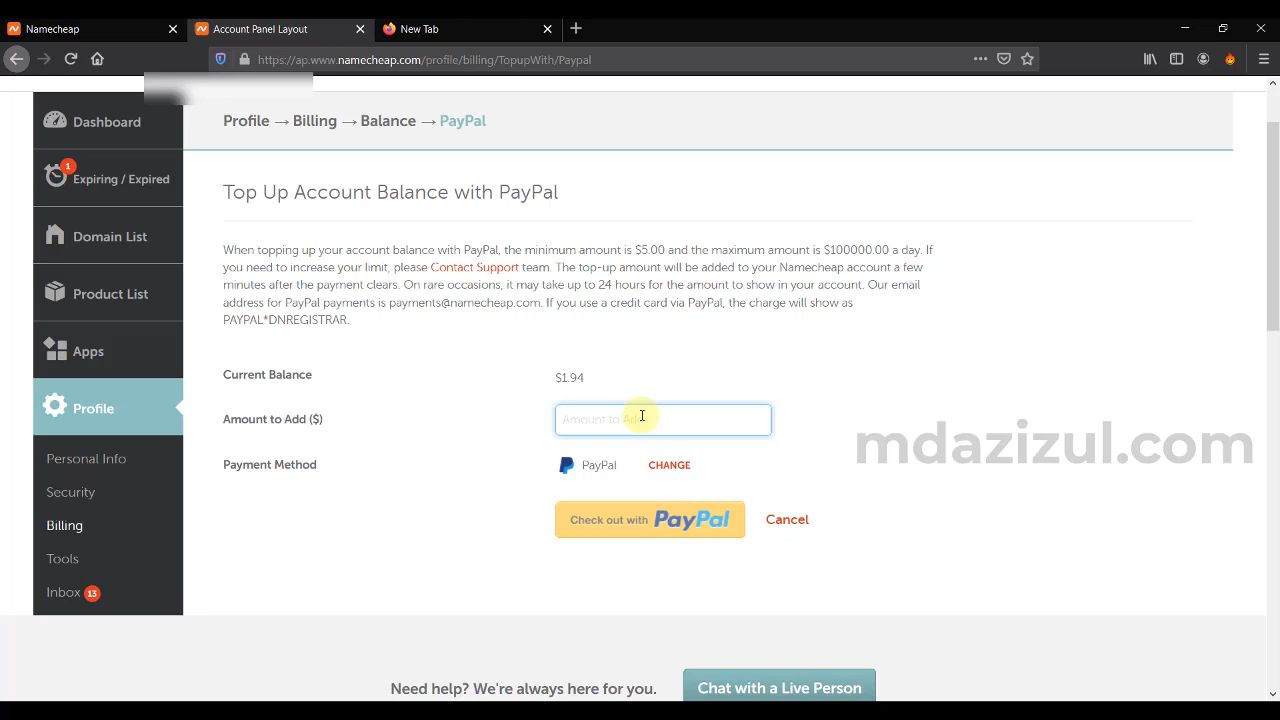 Namecheap
Account Panel Layout
New Tab
https://ap.www.namecheap.com/profile/billing/TopupWith/Paypal
Dashboard
1
Expiring / Expired
Domain List
Product List
Apps
Profile
Personal Info
Security
Billing
Tools
Inbox 13
Profile → Billing → Balance → PayPal
Top Up Account Balance with PayPal
When topping up your account balance with PayPal, the minimum amount is $5.00 and the maximum amount is $100000.00 a day. If
you need to increase your limit, please Contact Support team. The top-up amount will be added to your Namecheap account a few
minutes after the payment clears. On rare occasions, it may take up to 24 hours for the amount to show in your account. Our email
address for PayPal payments is payments@namecheap.com. If you use a credit card via PayPal, the charge will show as
PAYPAL*DNREGISTRAR.
Current Balance $1.94
Amount to Add ($) Amount to Add
Payment Method PayPal CHANGE
Check out with PayPal Cancel
mdazizul.com
Need help? We're always here for you. Chat with a Live Person